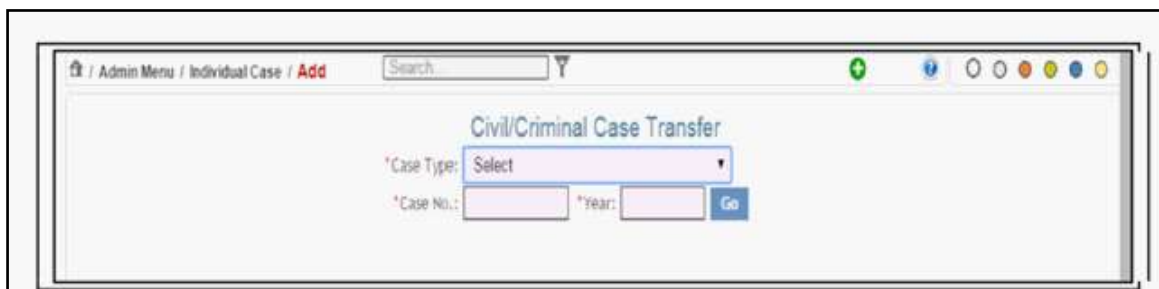 / Admin Menu / Individual Case / Add Search...
Civil/Criminal Case Transfer
*Case Type: Select
*Case No.: *Year: Go